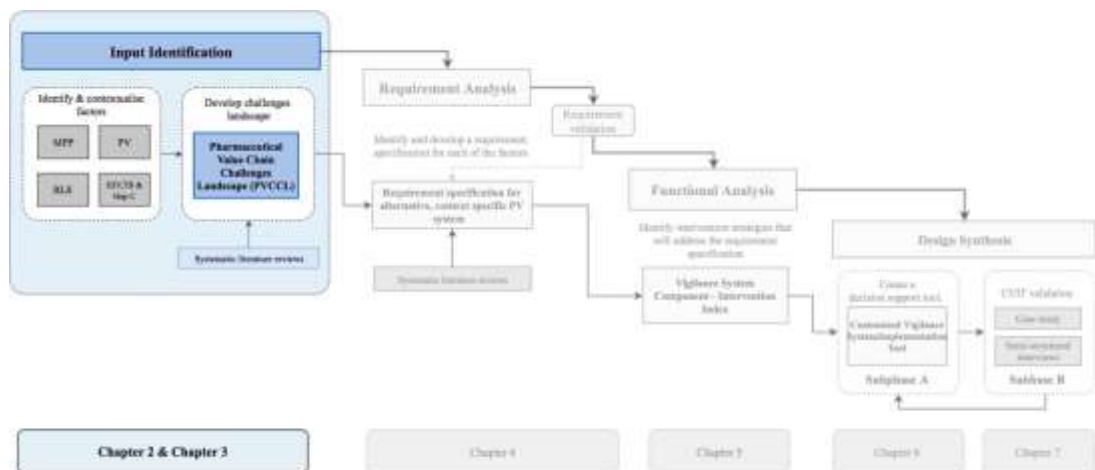 Input Identification
Identify & contextualise
factors
MPP
PV
RLS
& Hep C
Develop challenges
landscape
Pharmaceutical
Value Chain
Challenges
Landscape (PVCCL)
Systematic literature reviews
Requirement Analysis
Requirement
validation
Identify and develop a requirement
specification for each of the factors
Requirement specification for
alternative, context specific PV
system
Systematic literature reviews
Functional Analysis
Identify intervention strategies that
will address the requirement
specification
Vigilance System
Component - Intervention
Index
Design Synthesis
Create a
decision support tool
Customised Vigilance
System Implementation
Tool
Subphase A
CVIT validation
Case study
Semi-structured
interviews
Subhase B
Chapter 2 & Chapter 3
Chapter 4
Chapter 5
Chapter 6
Chapter 7